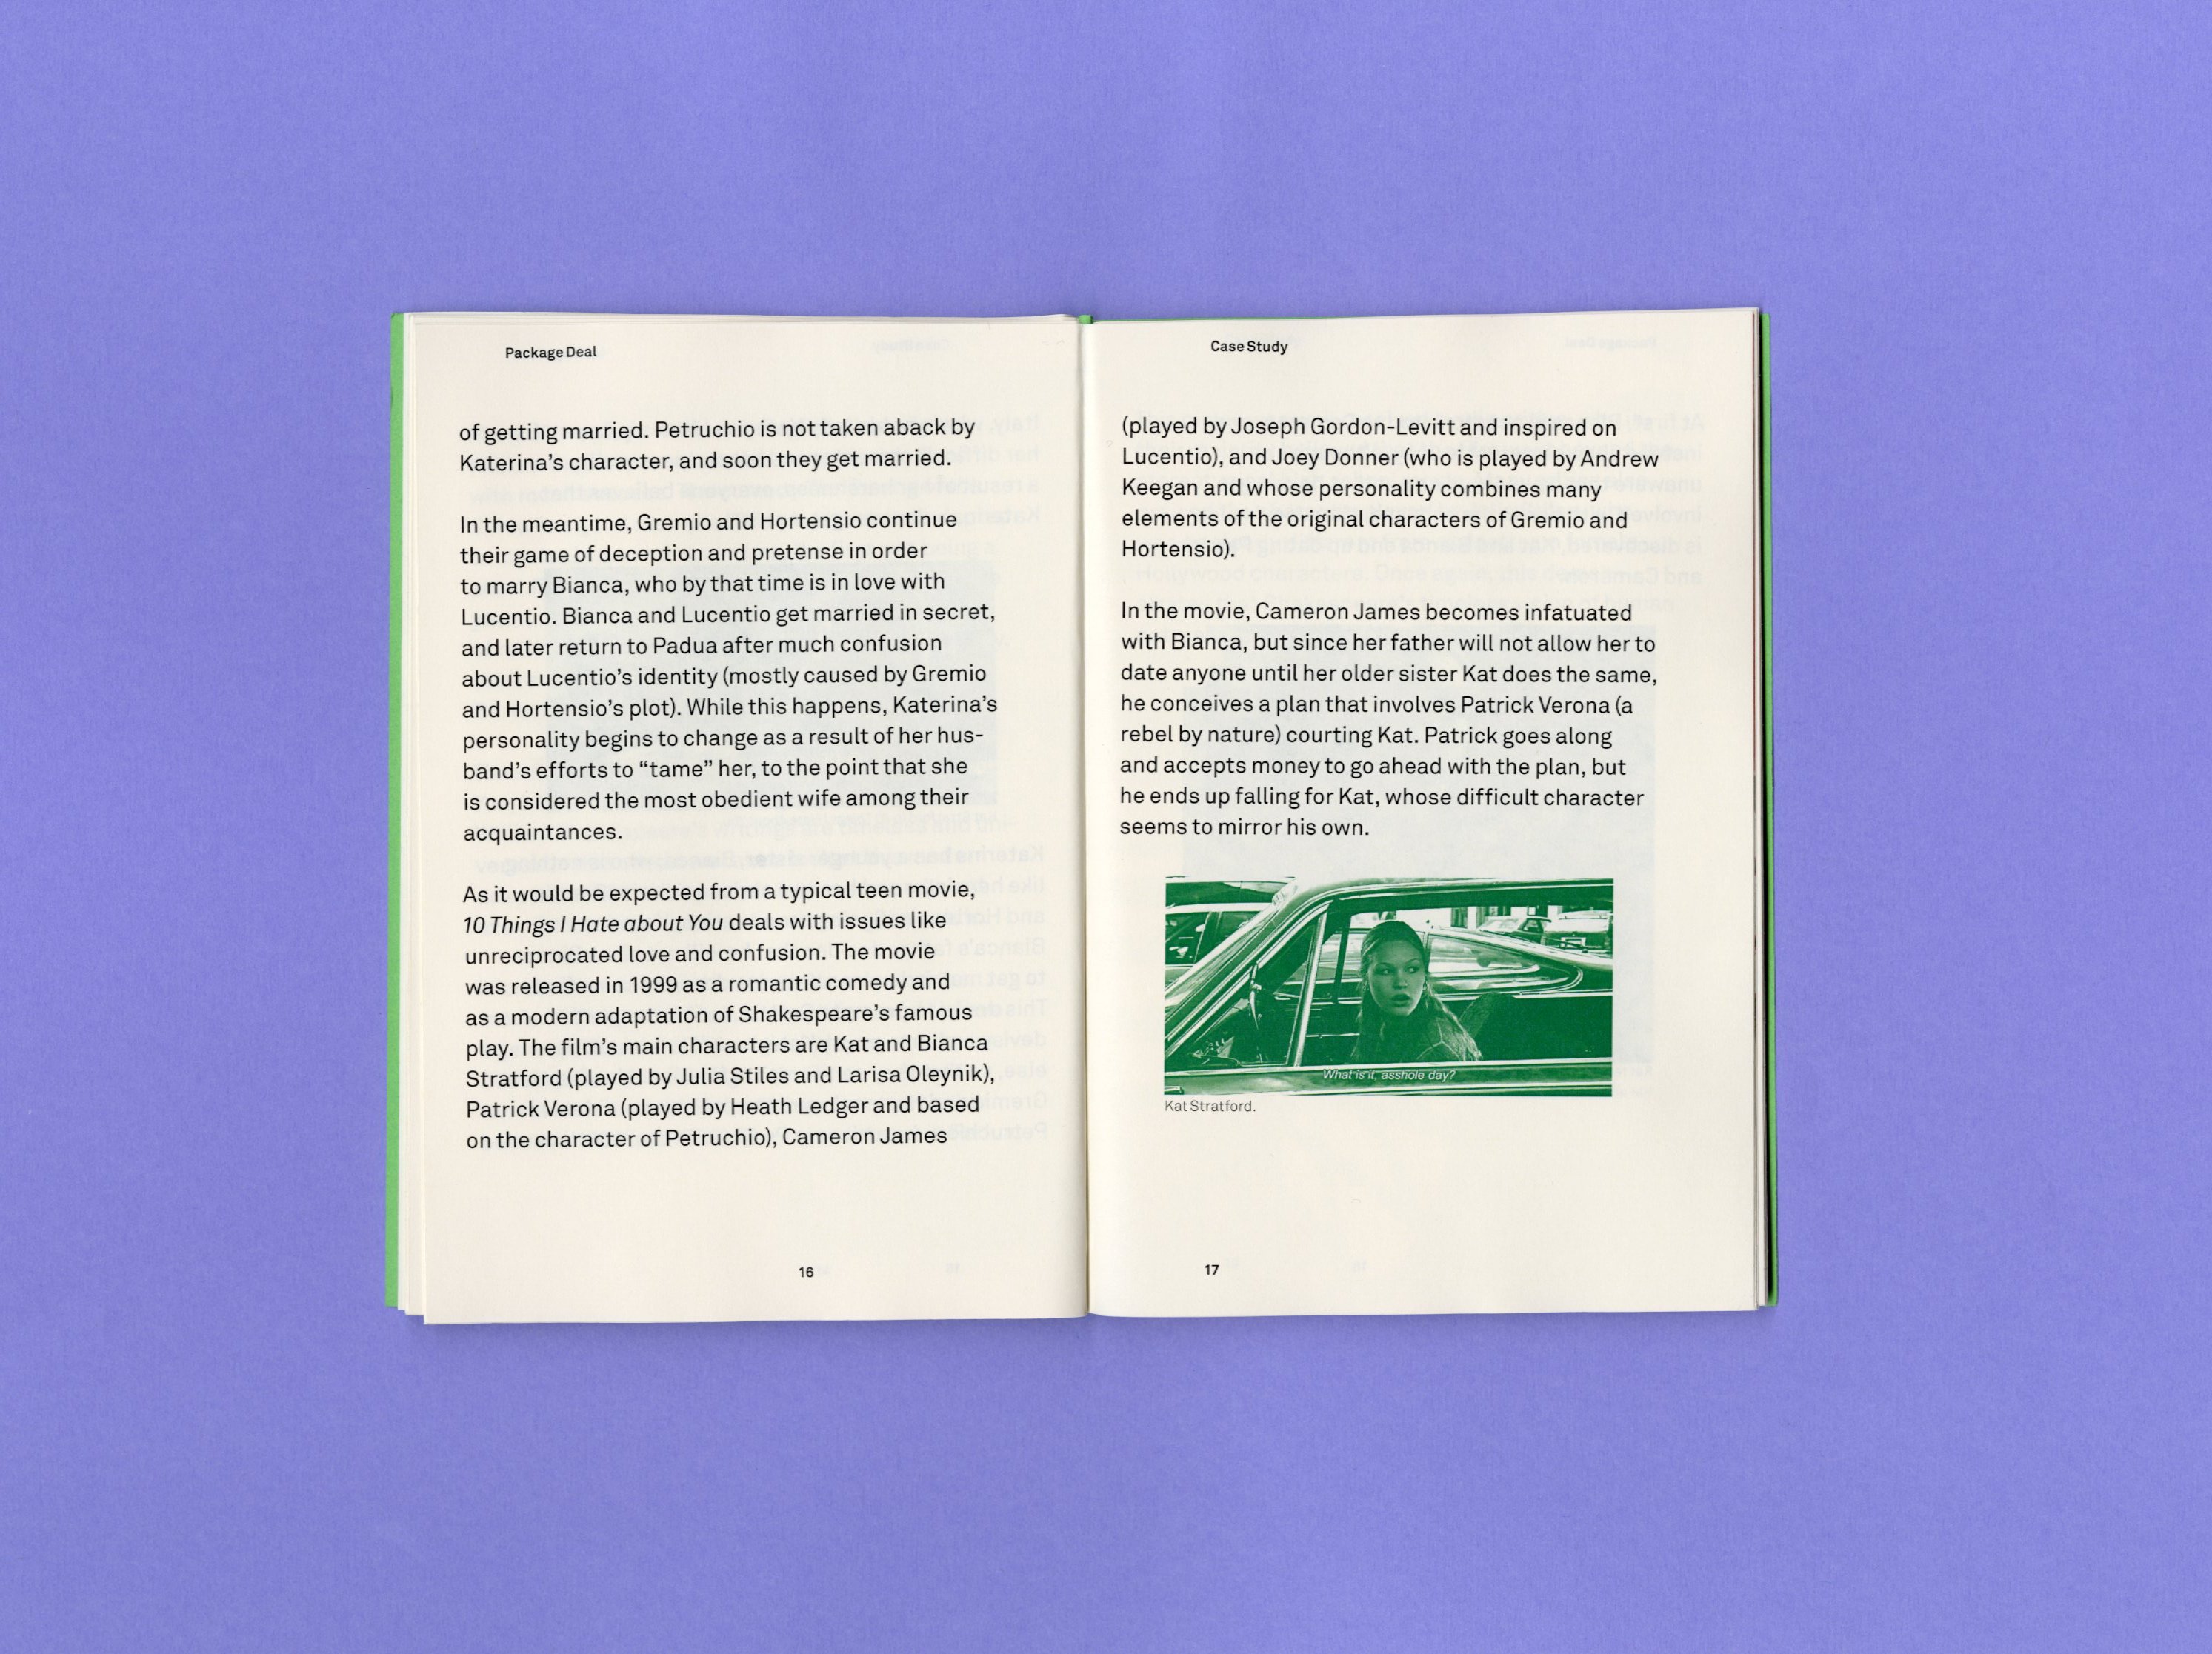 Package Deal
of getting married. Petruchio is not taken aback by
Katerina’s character, and soon they get married.
In the meantime, Gremio and Hortensio continue
their game of deception and pretense in order
to marry Bianca, who by that time is in love with
Lucentio. Bianca and Lucentio get married in secret,
and later return to Padua after much confusion
about Lucentio’s identity (mostly caused by Gremio
and Hortensio’s plot). While this happens, Katerina’s
personality begins to change as a result of her hus-
band’s efforts to “tame” her, to the point that she
is considered the most obedient wife among their
acquaintances.
As it would be expected from a typical teen movie,
10 Things I Hate about You deals with issues like
unreciprocated love and confusion. The movie
was released in 1999 as a romantic comedy and
as a modern adaptation of Shakespeare’s famous
play. The film’s main characters are Kat and Bianca
Stratford (played by Julia Stiles and Larisa Oleynik),
Patrick Verona (played by Heath Ledger and based
on the character of Petruchio), Cameron James
16
Case Study
(played by Joseph Gordon-Levitt and inspired on
Lucentio), and Joey Donner (who is played by Andrew
Keegan and whose personality combines many
elements of the original characters of Gremio and
Hortensio).
In the movie, Cameron James becomes infatuated
with Bianca, but since her father will not allow her to
date anyone until her older sister Kat does the same,
he conceives a plan that involves Patrick Verona (a
rebel by nature) courting Kat. Patrick goes along
and accepts money to go ahead with the plan, but
he ends up falling for Kat, whose difficult character
seems to mirror his own.
What is it, asshole day?
Kat Stratford.
17